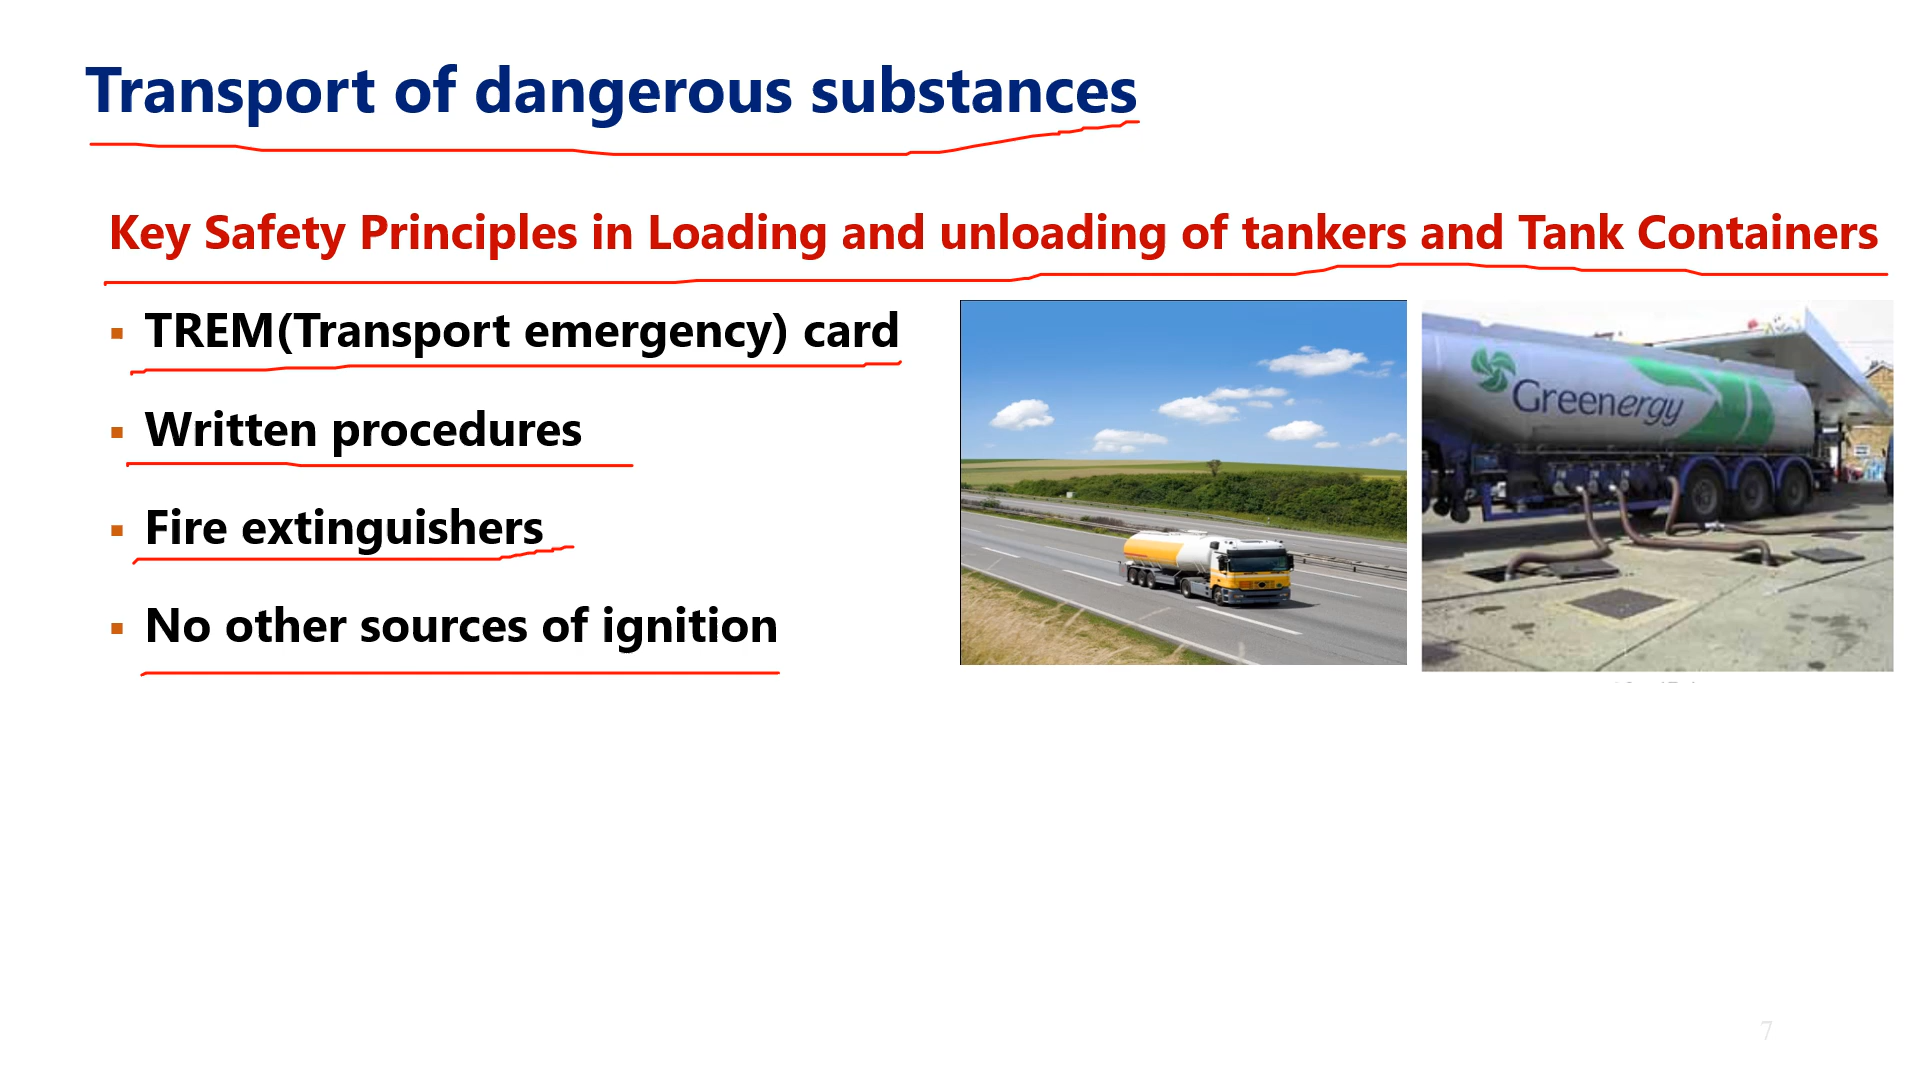 Transport of dangerous substances
Key Safety Principles in Loading and unloading of tankers and Tank Containers
▪ TREM(Transport emergency) card
▪ Written procedures
▪ Fire extinguishers
▪ No other sources of ignition
Greenergy
7